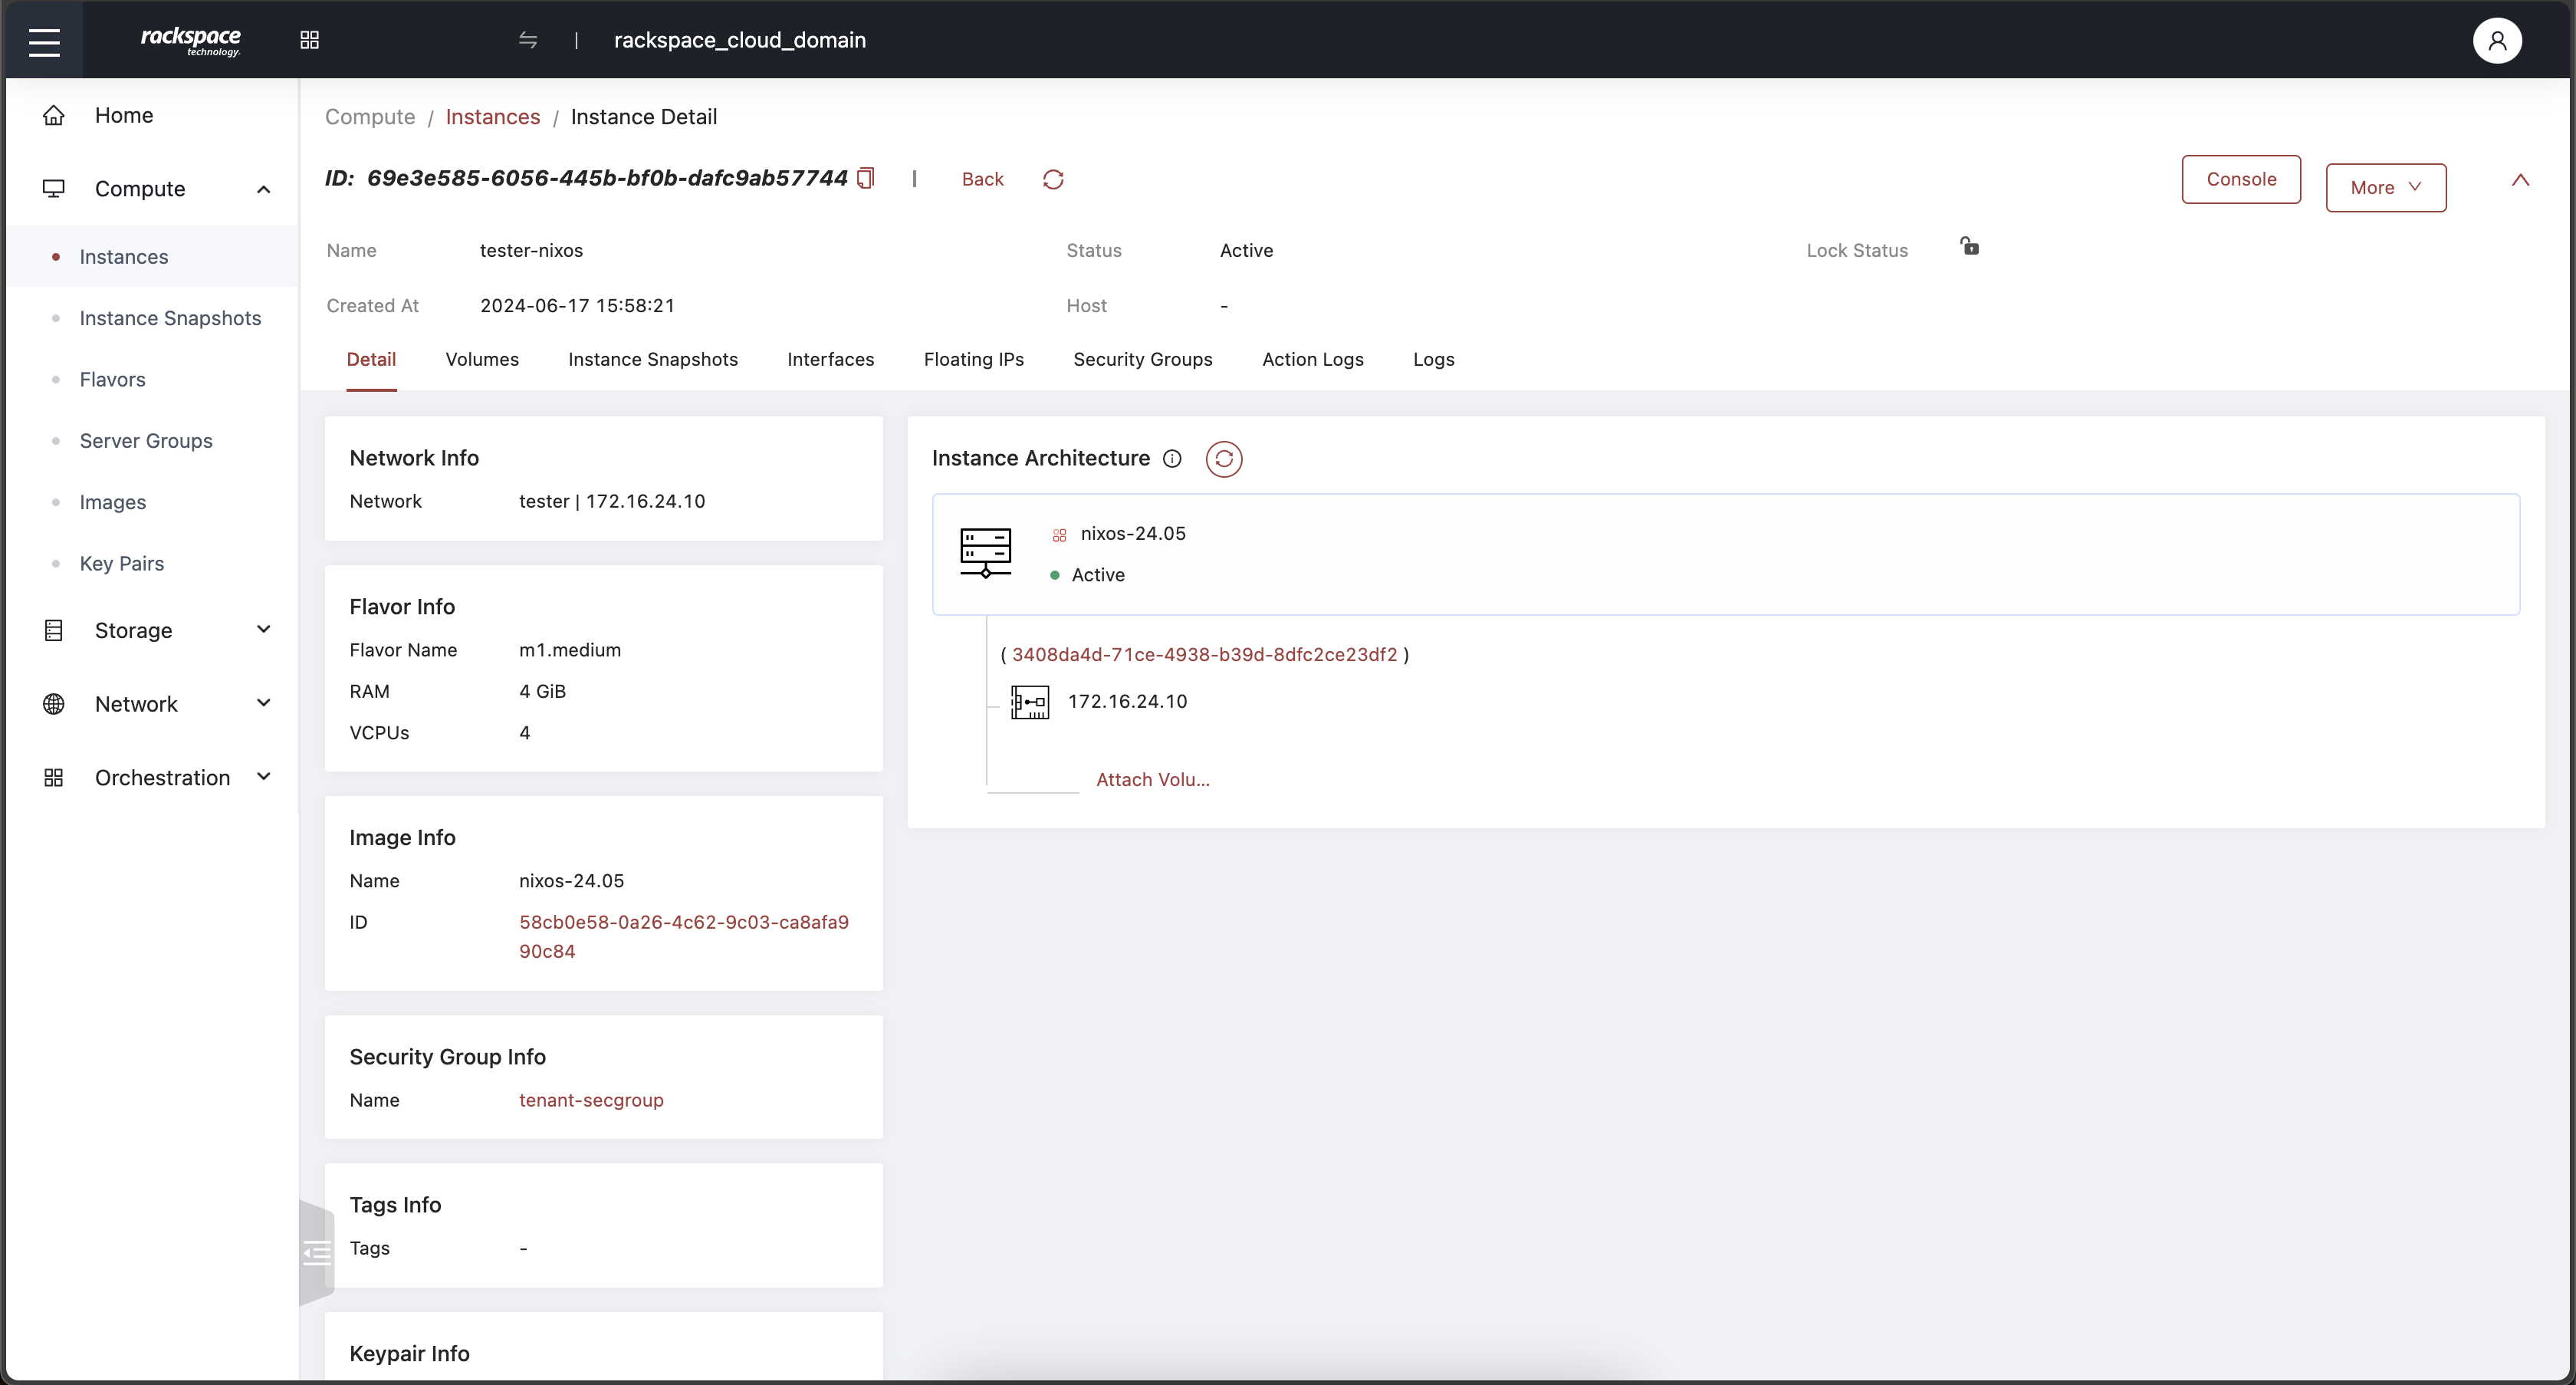 rackspace
technology.
rackspace_cloud_domain
Home
Compute
Instances
Instance Snapshots
Flavors
Server Groups
Images
Key Pairs
Storage
Network
Orchestration
Compute / Instances / Instance Detail
ID: 69e3e585-6056-445b-bf0b-dafc9ab57744 | Back
Console
More
Name tester-nixos
Status Active
Lock Status
Created At 2024-06-17 15:58:21
Host -
Detail Volumes Instance Snapshots Interfaces Floating IPs Security Groups Action Logs Logs
Network Info
Network tester | 172.16.24.10
Flavor Info
Flavor Name m1.medium
RAM 4 GiB
VCPUs 4
Image Info
Name nixos-24.05
ID 58cb0e58-0a26-4c62-9c03-ca8afa9
90c84
Security Group Info
Name tenant-secgroup
Tags Info
Tags -
Keypair Info
Instance Architecture
nixos-24.05
Active
( 3408da4d-71ce-4938-b39d-8dfc2ce23df2 )
172.16.24.10
Attach Volu...